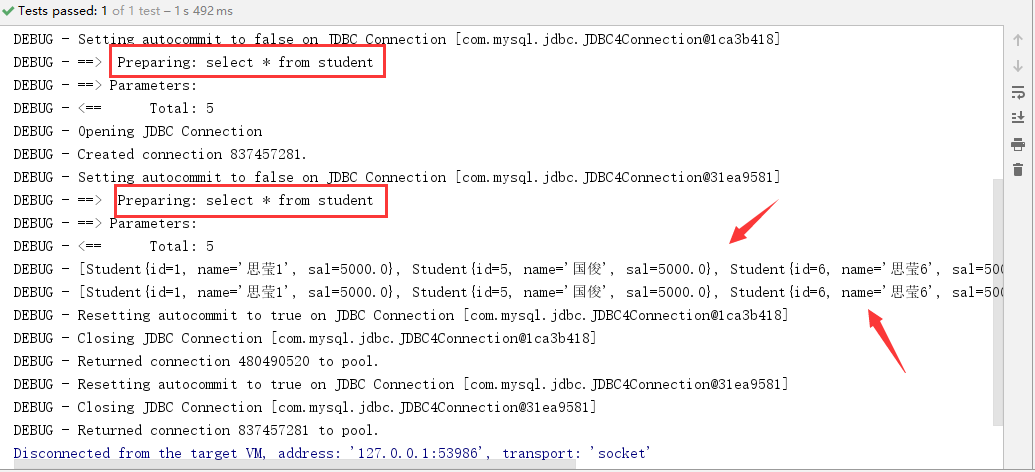 Tests passed: 1 of 1 test – 1 s 492 ms
DEBUG - Setting autocommit to false on JDBC Connection [com.mysql.jdbc.JDBC4Connection@1ca3b418]
DEBUG - ==>  Preparing: select * from student
DEBUG - ==> Parameters:
DEBUG - <==      Total: 5
DEBUG - Opening JDBC Connection
DEBUG - Created connection 837457281.
DEBUG - Setting autocommit to false on JDBC Connection [com.mysql.jdbc.JDBC4Connection@31ea9581]
DEBUG - ==>  Preparing: select * from student
DEBUG - ==> Parameters:
DEBUG - <==      Total: 5
DEBUG - [Student{id=1, name='思莹1', sal=5000.0}, Student{id=5, name='国俊', sal=5000.0}, Student{id=6, name='思莹6', sal=500
DEBUG - [Student{id=1, name='思莹1', sal=5000.0}, Student{id=5, name='国俊', sal=5000.0}, Student{id=6, name='思莹6', sal=500
DEBUG - Resetting autocommit to true on JDBC Connection [com.mysql.jdbc.JDBC4Connection@1ca3b418]
DEBUG - Closing JDBC Connection [com.mysql.jdbc.JDBC4Connection@1ca3b418]
DEBUG - Returned connection 480490520 to pool.
DEBUG - Resetting autocommit to true on JDBC Connection [com.mysql.jdbc.JDBC4Connection@31ea9581]
DEBUG - Closing JDBC Connection [com.mysql.jdbc.JDBC4Connection@31ea9581]
DEBUG - Returned connection 837457281 to pool.
Disconnected from the target VM, address: '127.0.0.1:53986', transport: 'socket'